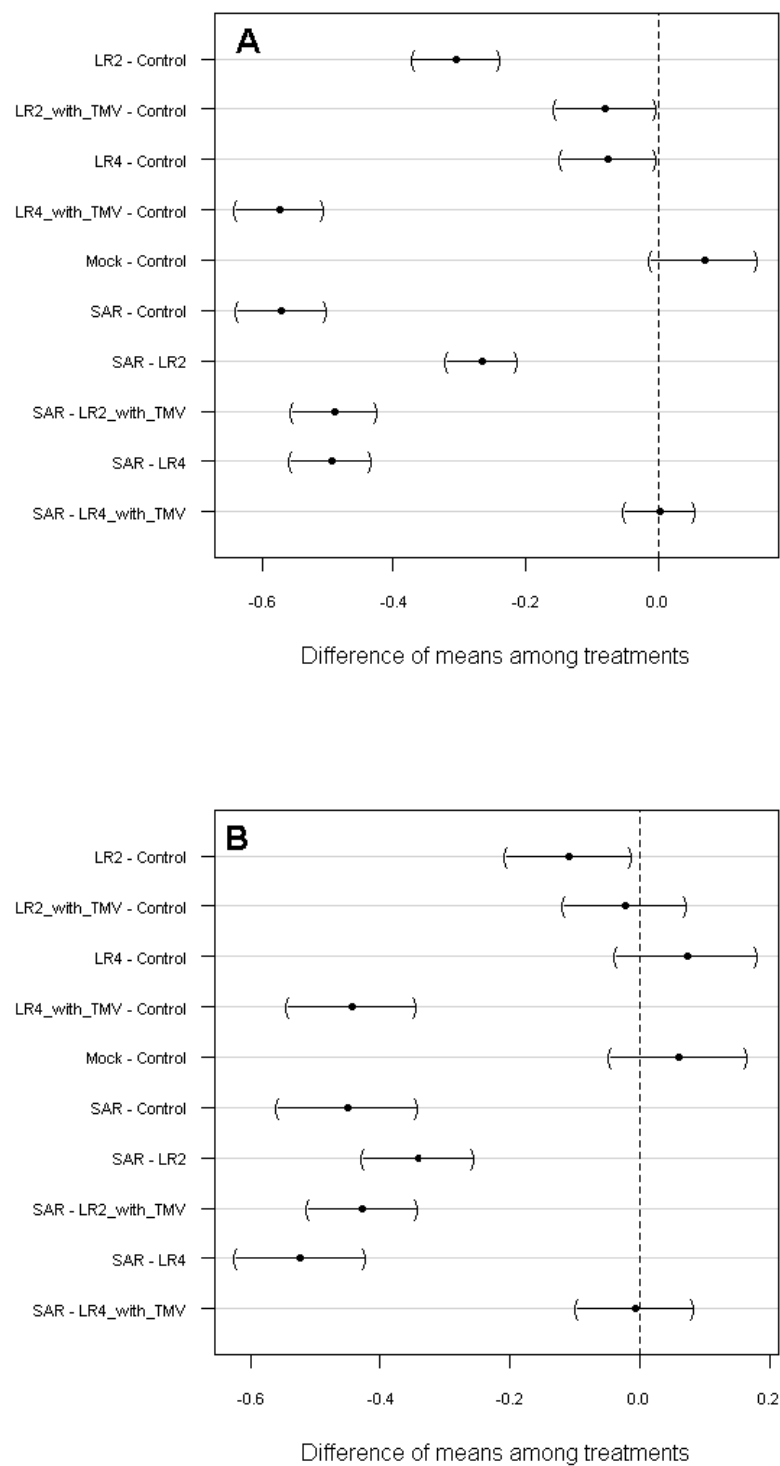 A
LR2 - Control
LR2_with_TMV - Control
LR4 - Control
LR4_with_TMV - Control
Mock - Control
SAR - Control
SAR - LR2
SAR - LR2_with_TMV
SAR - LR4
SAR - LR4_with_TMV
-0.6 -0.4 -0.2 0.0
Difference of means among treatments
B
LR2 - Control
LR2_with_TMV - Control
LR4 - Control
LR4_with_TMV - Control
Mock - Control
SAR - Control
SAR - LR2
SAR - LR2_with_TMV
SAR - LR4
SAR - LR4_with_TMV
-0.6 -0.4 -0.2 0.0 0.2
Difference of means among treatments